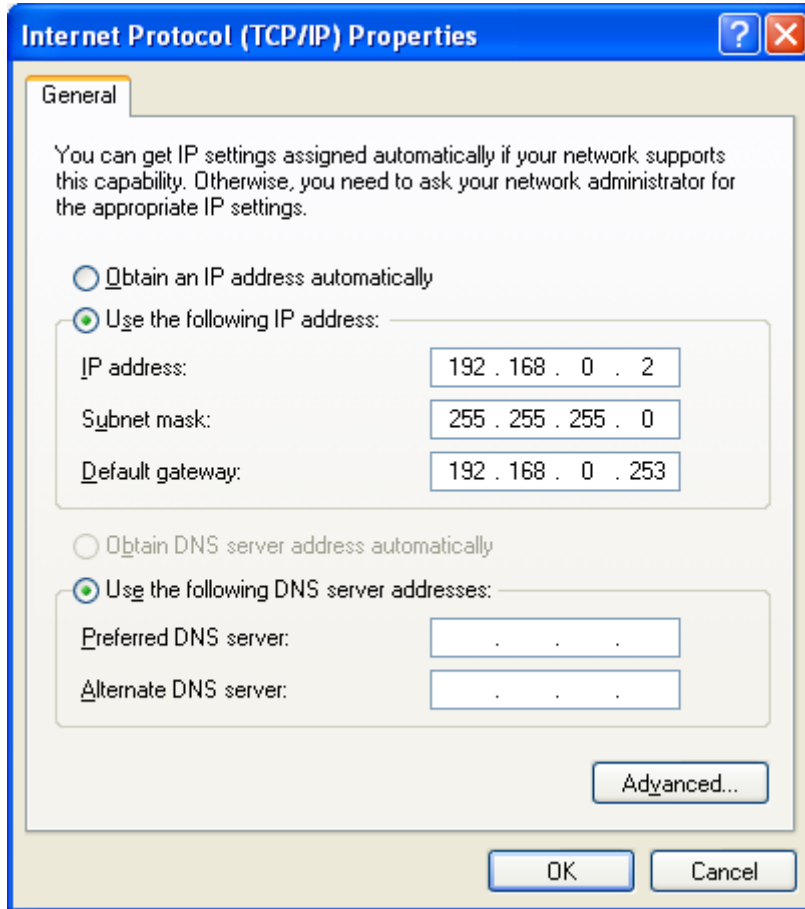 Internet Protocol (TCP/IP) Properties
General
You can get IP settings assigned automatically if your network supports
this capability. Otherwise, you need to ask your network administrator for
the appropriate IP settings.
Obtain an IP address automatically
Use the following IP address:
IP address: 192 . 168 . 0 . 2
Subnet mask: 255 . 255 . 255 . 0
Default gateway: 192 . 168 . 0 . 253
Obtain DNS server address automatically
Use the following DNS server addresses:
Preferred DNS server: . . .
Alternate DNS server: . . .
Advanced...
OK Cancel